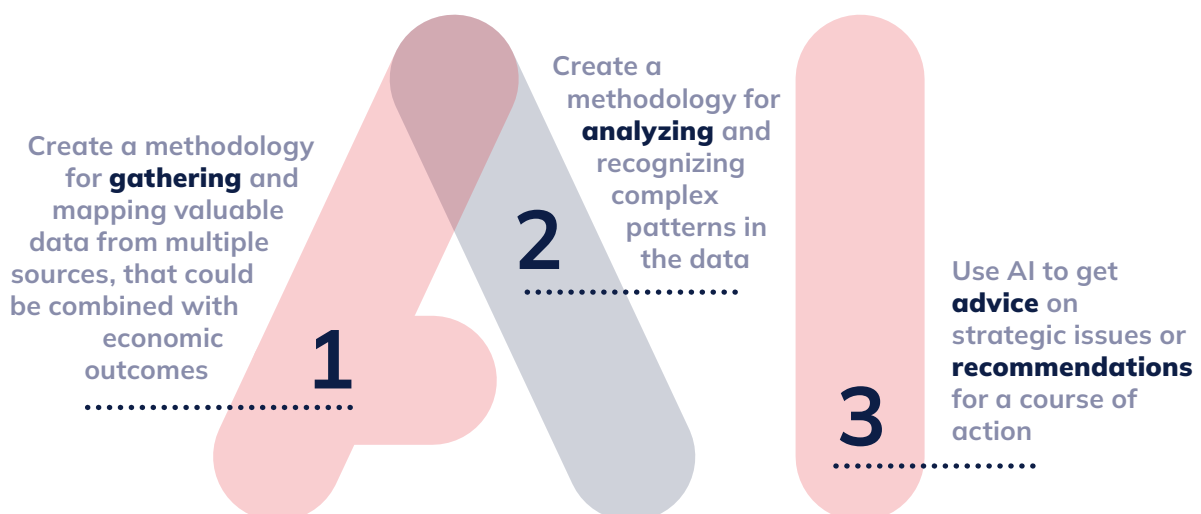 Create a methodology
for gathering and
mapping valuable
data from multiple
sources, that could
be combined with
economic
outcomes
1
Create a
methodology for
analyzing and
recognizing
complex
patterns in
the data
2
Use AI to get
advice on
strategic issues or
recommendations
for a course of
action
3